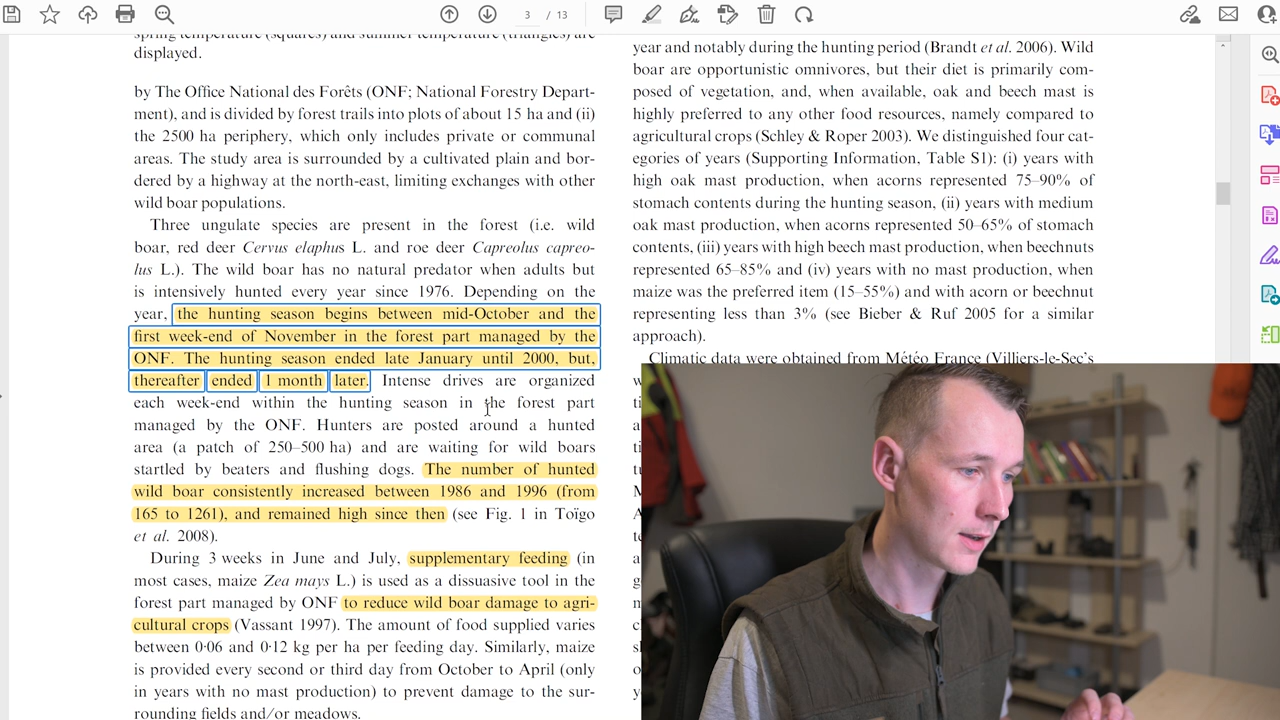 3 / 13
spring temperature (squares) and summer temperature (triangles) are
displayed.
by The Office National des Forêts (ONF; National Forestry Depart-
ment), and is divided by forest trails into plots of about 15 ha and (ii)
the 2500 ha periphery, which only includes private or communal
areas. The study area is surrounded by a cultivated plain and bor-
dered by a highway at the north-east, limiting exchanges with other
wild boar populations.
Three ungulate species are present in the forest (i.e. wild
boar, red deer Cervus elaphus L. and roe deer Capreolus capreo-
lus L.). The wild boar has no natural predator when adults but
is intensively hunted every year since 1976. Depending on the
year, the hunting season begins between mid-October and the
first week-end of November in the forest part managed by the
ONF. The hunting season ended late January until 2000, but,
thereafter ended 1 month later. Intense drives are organized
each week-end within the hunting season in the forest part
managed by the ONF. Hunters are posted around a hunted
area (a patch of 250–500 ha) and are waiting for wild boars
startled by beaters and flushing dogs. The number of hunted
wild boar consistently increased between 1986 and 1996 (from
165 to 1261), and remained high since then (see Fig. 1 in Toïgo
et al. 2008).
During 3 weeks in June and July, supplementary feeding (in
most cases, maize Zea mays L.) is used as a dissuasive tool in the
forest part managed by ONF to reduce wild boar damage to agri-
cultural crops (Vassant 1997). The amount of food supplied varies
between 0·06 and 0·12 kg per ha per feeding day. Similarly, maize
is provided every second or third day from October to April (only
in years with no mast production) to prevent damage to the sur-
rounding fields and/or meadows.
year and notably during the hunting period (Brandt et al. 2006). Wild
boar are opportunistic omnivores, but their diet is primarily com-
posed of vegetation, and, when available, oak and beech mast is
highly preferred to any other food resources, namely compared to
agricultural crops (Schley & Roper 2003). We distinguished four cat-
egories of years (Supporting Information, Table S1): (i) years with
high oak mast production, when acorns represented 75–90% of
stomach contents during the hunting season, (ii) years with medium
oak mast production, when acorns represented 50–65% of stomach
contents, (iii) years with high beech mast production, when beechnuts
represented 65–85% and (iv) years with no mast production, when
maize was the preferred item (15–55%) and with acorn or beechnut
representing less than 3% (see Bieber & Ruf 2005 for a similar
approach).
Climatic data were obtained from Météo France (Villiers-le-Sec's